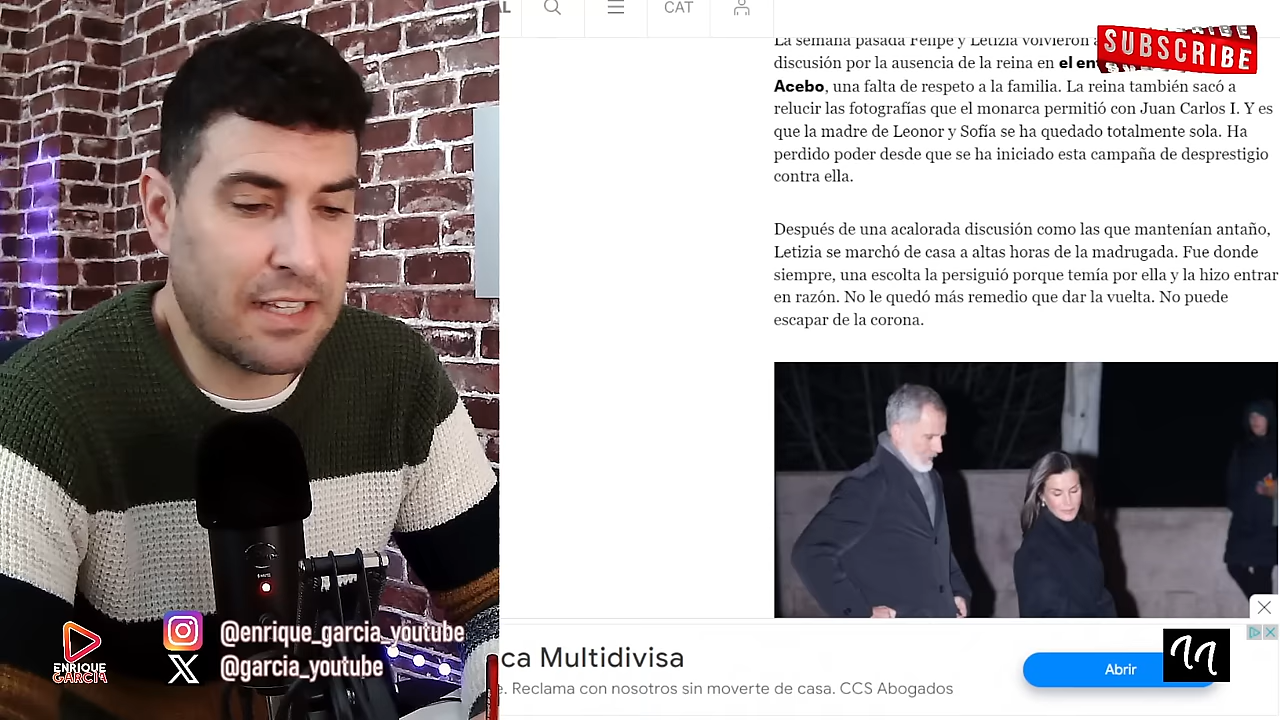 AL
CAT
SUBSCRIBE
La semana pasada Felipe y Letizia volvieron a
discusión por la ausencia de la reina en el en
Acebo, una falta de respeto a la familia. La reina también sacó a
relucir las fotografías que el monarca permitió con Juan Carlos I. Y es
que la madre de Leonor y Sofía se ha quedado totalmente sola. Ha
perdido poder desde que se ha iniciado esta campaña de desprestigio
contra ella.
Después de una acalorada discusión como las que mantenían antaño,
Letizia se marchó de casa a altas horas de la madrugada. Fue donde
siempre, una escolta la persiguió porque temía por ella y la hizo entrar
en razón. No le quedó más remedio que dar la vuelta. No puede
escapar de la corona.
ENRIQUE
GARCIA
@enrique_garcia_youtube
@garcia_youtube
ca Multidivisa
e. Reclama con nosotros sin moverte de casa. CCS Abogados
Abrir